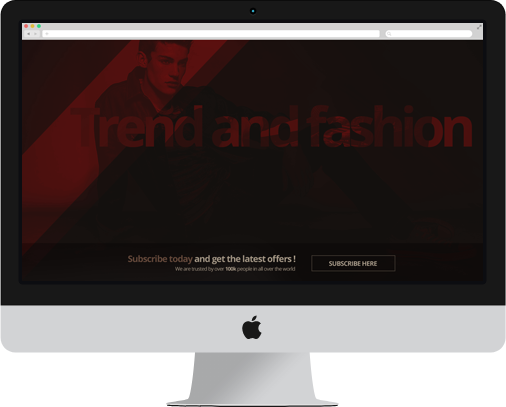 Trend and fashion
Subscribe today and get the latest offers !
We are trusted by over 100k people in all over the world
SUBSCRIBE HERE